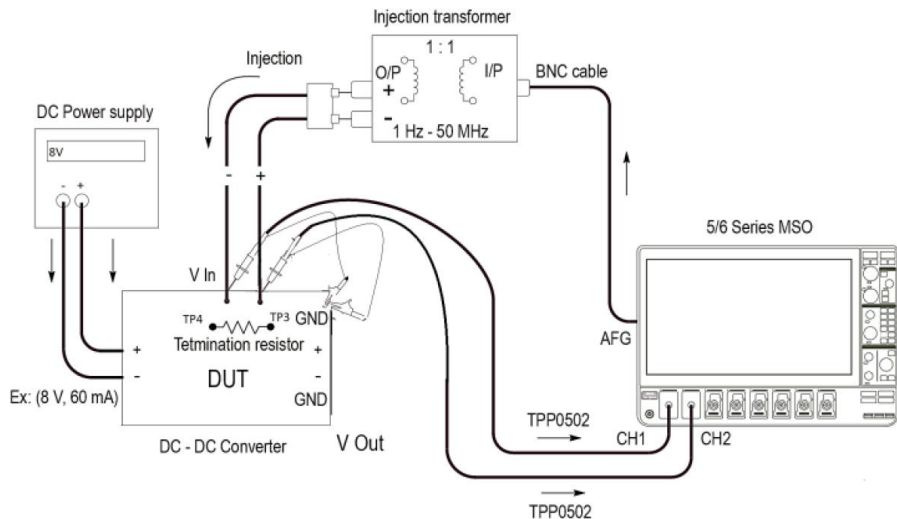 Injection transformer
1 : 1
Injection
O/P
I/P
BNC cable
+
-
1 Hz - 50 MHz
DC Power supply
8V
- +
- +
5/6 Series MSO
V In
GND
TP4
TP3
Tetmination resistor
AFG
+
+
DUT
-
-
Ex: (8 V, 60 mA)
GND
DC - DC Converter
V Out
TPP0502
CH1
CH2
TPP0502